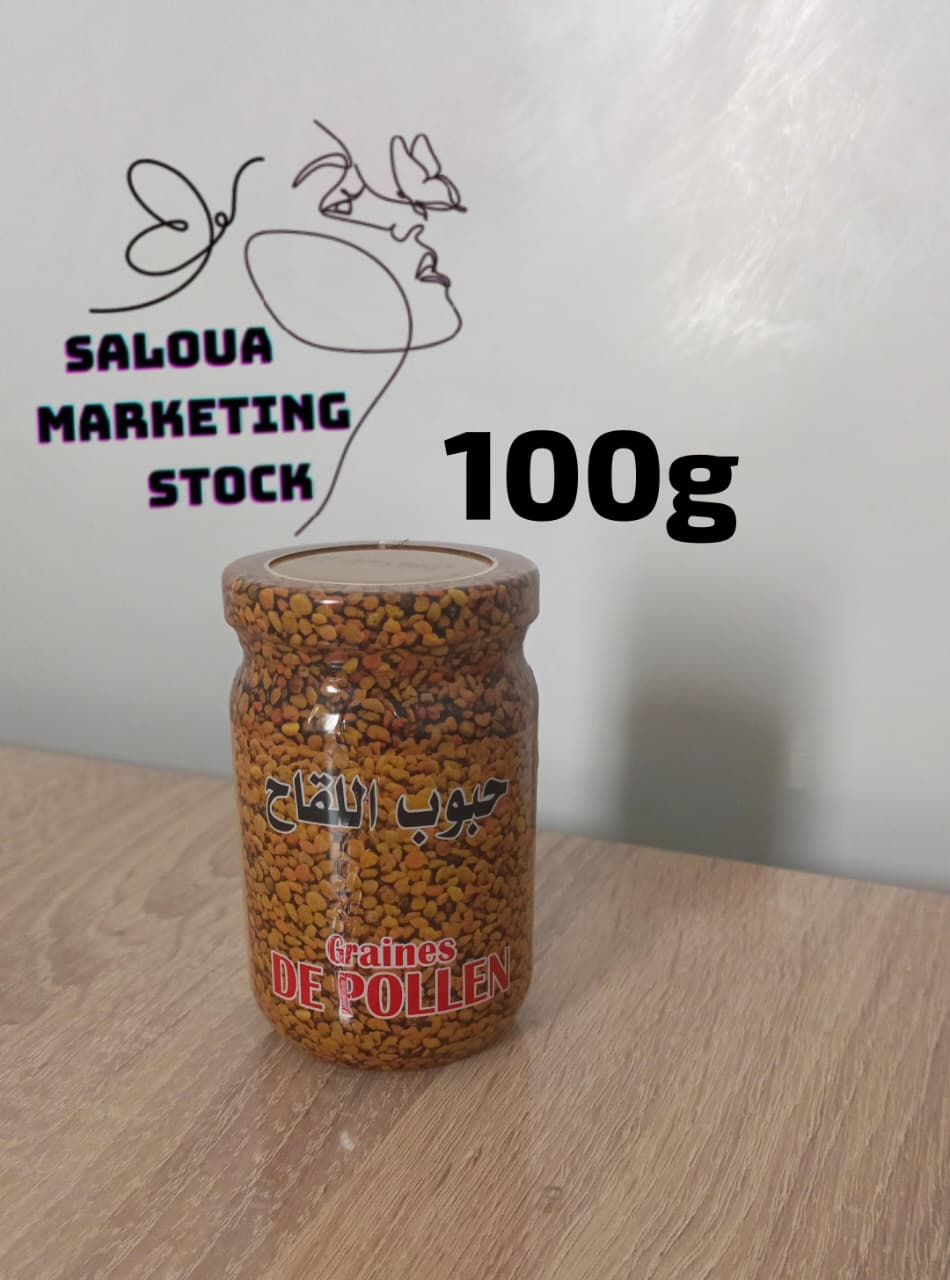 SALOUA
MARKETING
STOCK
100g
حبوب اللقاح
Graines
DE POLLEN